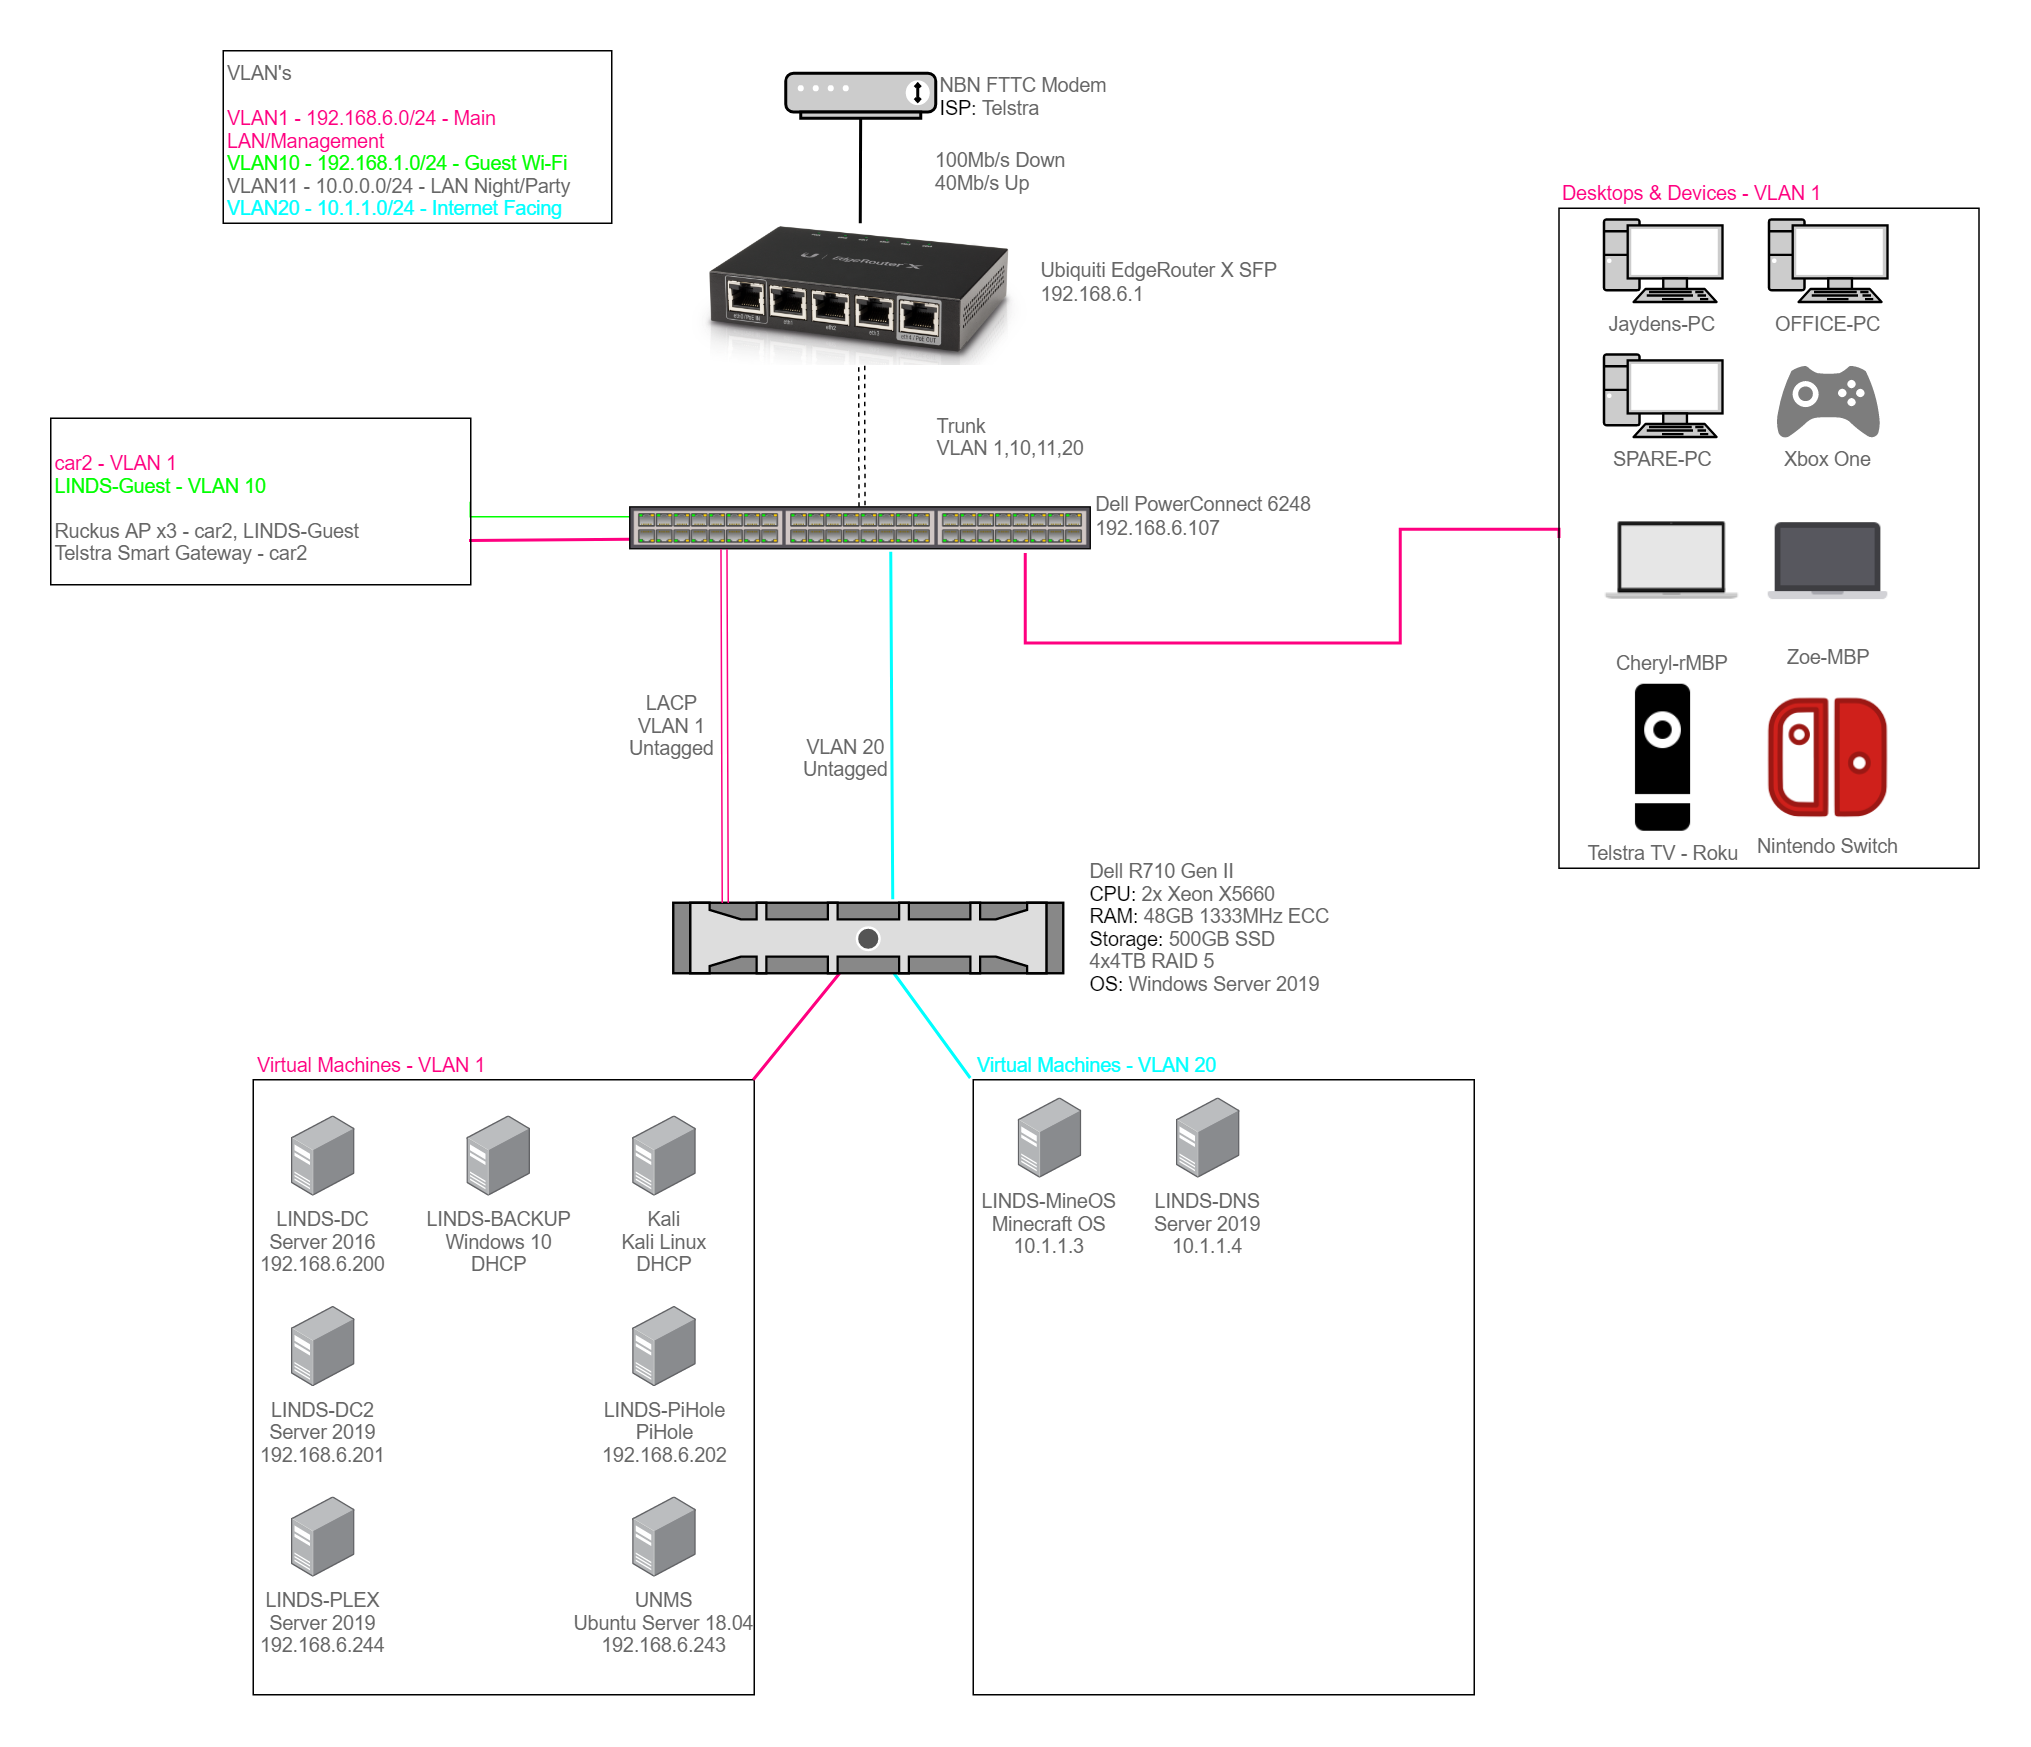 VLAN's
VLAN1 - 192.168.6.0/24 - Main
LAN/Management
VLAN10 - 192.168.1.0/24 - Guest Wi-Fi
VLAN11 - 10.0.0.0/24 - LAN Night/Party
VLAN20 - 10.1.1.0/24 - Internet Facing
NBN FTTC Modem
ISP: Telstra
100Mb/s Down
40Mb/s Up
EdgeRouter X
eth0 / PoE IN
eth1
eth2
eth3
eth4 / PoE OUT
Ubiquiti EdgeRouter X SFP
192.168.6.1
Trunk
VLAN 1,10,11,20
car2 - VLAN 1
LINDS-Guest - VLAN 10
Ruckus AP x3 - car2, LINDS-Guest
Telstra Smart Gateway - car2
Dell PowerConnect 6248
192.168.6.107
Desktops & Devices - VLAN 1
Jaydens-PC
OFFICE-PC
SPARE-PC
Xbox One
Cheryl-rMBP
Zoe-MBP
Telstra TV - Roku
Nintendo Switch
LACP
VLAN 1
Untagged
VLAN 20
Untagged
Dell R710 Gen II
CPU: 2x Xeon X5660
RAM: 48GB 1333MHz ECC
Storage: 500GB SSD
4x4TB RAID 5
OS: Windows Server 2019
Virtual Machines - VLAN 1
LINDS-DC
Server 2016
192.168.6.200
LINDS-BACKUP
Windows 10
DHCP
Kali
Kali Linux
DHCP
LINDS-DC2
Server 2019
192.168.6.201
LINDS-PiHole
PiHole
192.168.6.202
LINDS-PLEX
Server 2019
192.168.6.244
UNMS
Ubuntu Server 18.04
192.168.6.243
Virtual Machines - VLAN 20
LINDS-MineOS
Minecraft OS
10.1.1.3
LINDS-DNS
Server 2019
10.1.1.4